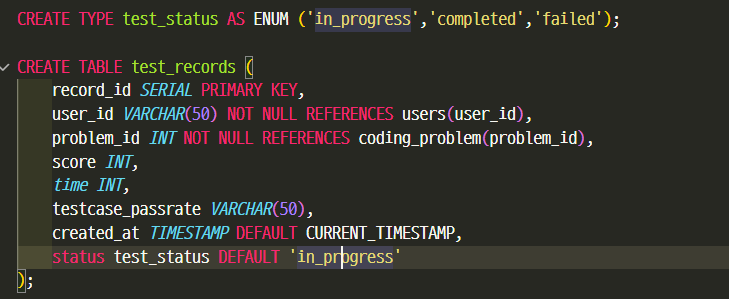 CREATE TYPE test_status AS ENUM ('in_progress','completed','failed');
CREATE TABLE test_records (
record_id SERIAL PRIMARY KEY,
user_id VARCHAR(50) NOT NULL REFERENCES users(user_id),
problem_id INT NOT NULL REFERENCES coding_problem(problem_id),
score INT,
time INT,
testcase_passrate VARCHAR(50),
created_at TIMESTAMP DEFAULT CURRENT_TIMESTAMP,
status test_status DEFAULT 'in_progress'
);